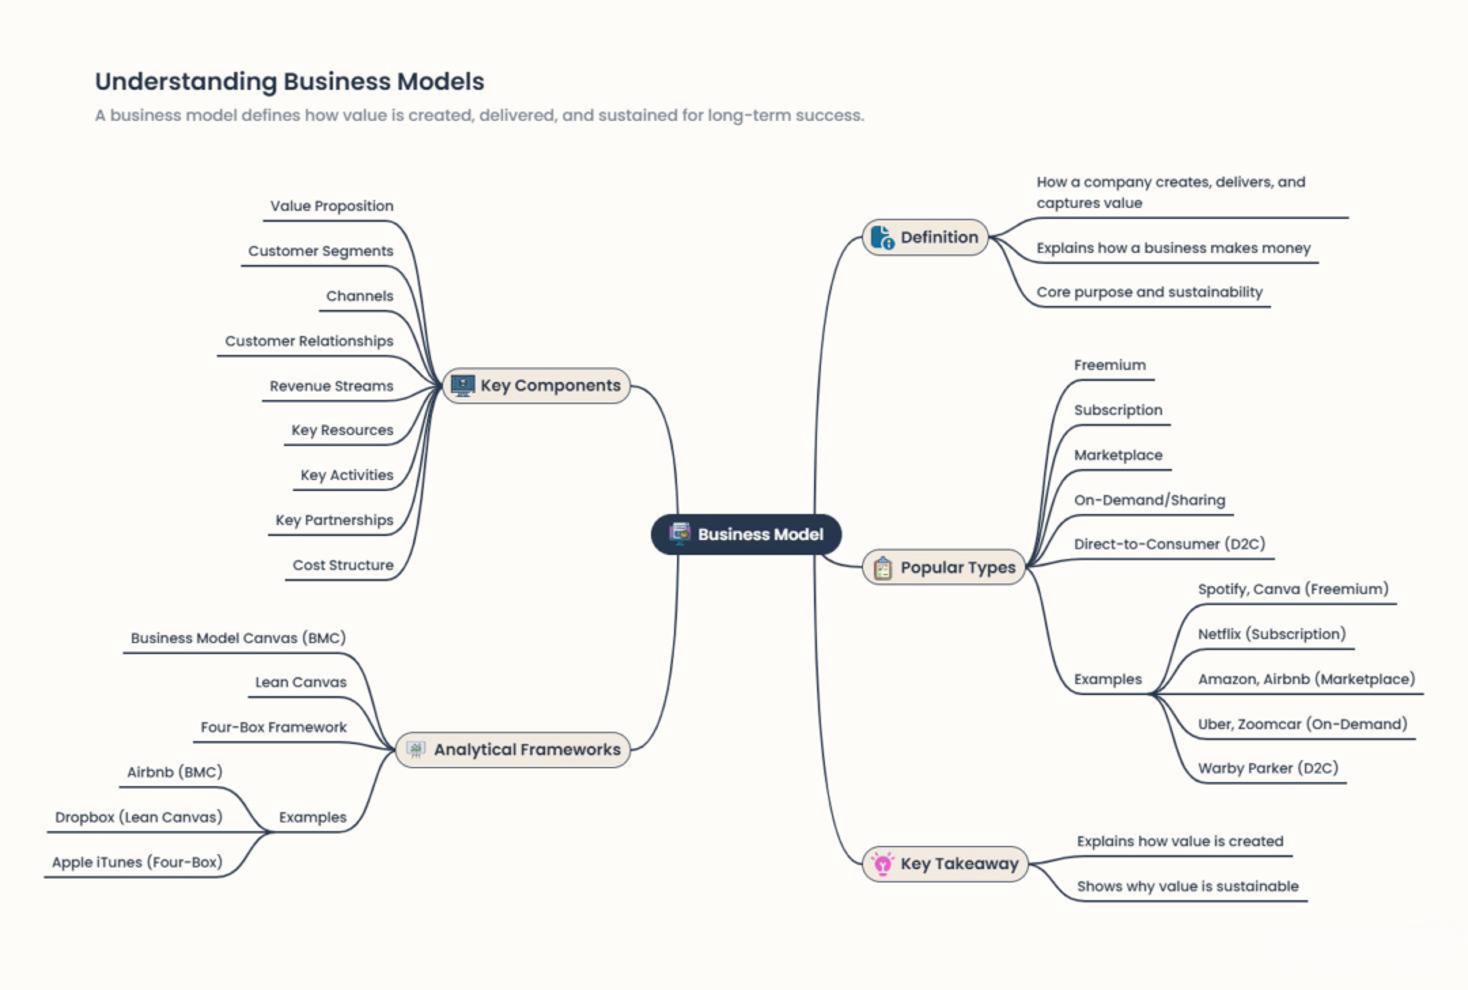 Understanding Business Models
A business model defines how value is created, delivered, and sustained for long-term success.
Value Proposition
Customer Segments
Channels
Customer Relationships
Revenue Streams
Key Resources
Key Activities
Key Partnerships
Cost Structure
Key Components
Business Model Canvas (BMC)
Lean Canvas
Four-Box Framework
Airbnb (BMC)
Dropbox (Lean Canvas)
Apple iTunes (Four-Box)
Examples
Analytical Frameworks
Business Model
Definition
How a company creates, delivers, and
captures value
Explains how a business makes money
Core purpose and sustainability
Popular Types
Freemium
Subscription
Marketplace
On-Demand/Sharing
Direct-to-Consumer (D2C)
Examples
Spotify, Canva (Freemium)
Netflix (Subscription)
Amazon, Airbnb (Marketplace)
Uber, Zoomcar (On-Demand)
Warby Parker (D2C)
Key Takeaway
Explains how value is created
Shows why value is sustainable